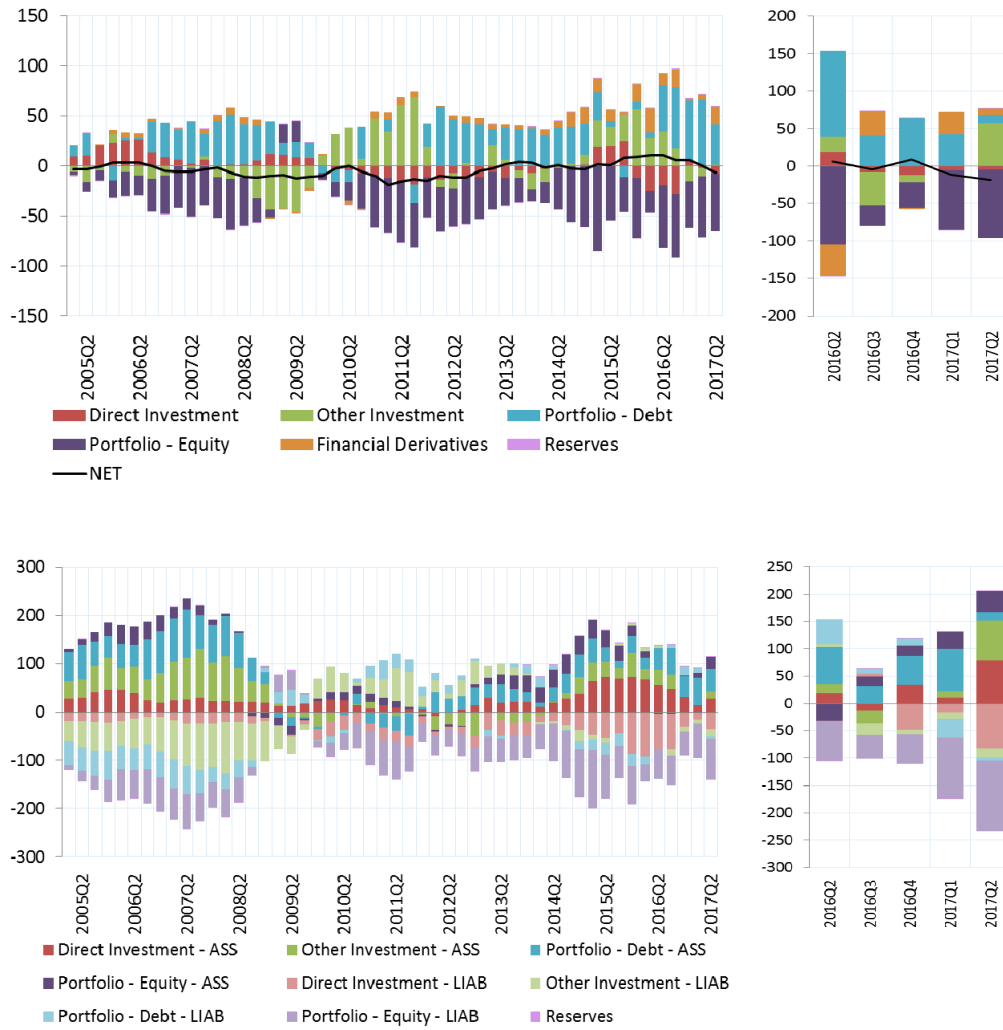 150
100
50
0
-50
-100
-150
2005Q2
2006Q2
2007Q2
2008Q2
2009Q2
2010Q2
2011Q2
2012Q2
2013Q2
2014Q2
2015Q2
2016Q2
2017Q2
Direct Investment Other Investment Portfolio - Debt
Portfolio - Equity Financial Derivatives Reserves
NET
200
150
100
50
0
-50
-100
-150
-200
2016Q2
2016Q3
2016Q4
2017Q1
2017Q2
300
200
100
0
-100
-200
-300
2005Q2
2006Q2
2007Q2
2008Q2
2009Q2
2010Q2
2011Q2
2012Q2
2013Q2
2014Q2
2015Q2
2016Q2
2017Q2
Direct Investment - ASS Other Investment - ASS Portfolio - Debt - ASS
Portfolio - Equity - ASS Direct Investment - LIAB Other Investment - LIAB
Portfolio - Debt - LIAB Portfolio - Equity - LIAB Reserves
250
200
150
100
50
0
-50
-100
-150
-200
-250
-300
2016Q2
2016Q3
2016Q4
2017Q1
2017Q2